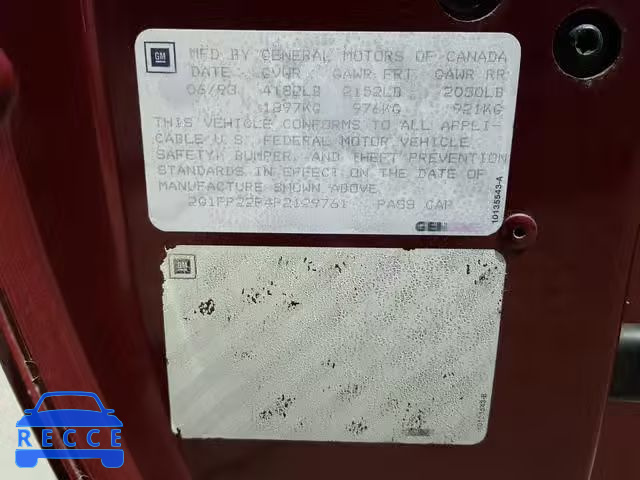 GM
MFD BY GENERAL MOTORS OF CANADA
DATE GVWR GAWR FRT GAWR RR
06/93 4182LB 2152LB 2030LB
1897KG 976KG 921KG
THIS VEHICLE CONFORMS TO ALL APPLI-
CABLE U.S. FEDERAL MOTOR VEHICLE
SAFETY, BUMPER, AND THEFT PREVENTION
STANDARDS IN EFFECT ON THE DATE OF
MANUFACTURE SHOWN ABOVE
2G1FP22P4P2129761 PASS CAR
10135543-A
GM
10135543-B
RECCE